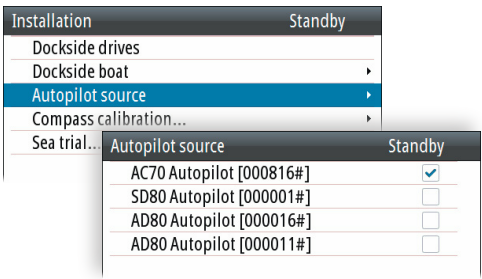 Installation Standby
Dockside drives
Dockside boat
Autopilot source
Compass calibration...
Sea trial...
Autopilot source Standby
AC70 Autopilot [000816#]
SD80 Autopilot [000001#]
AD80 Autopilot [000016#]
AD80 Autopilot [000011#]